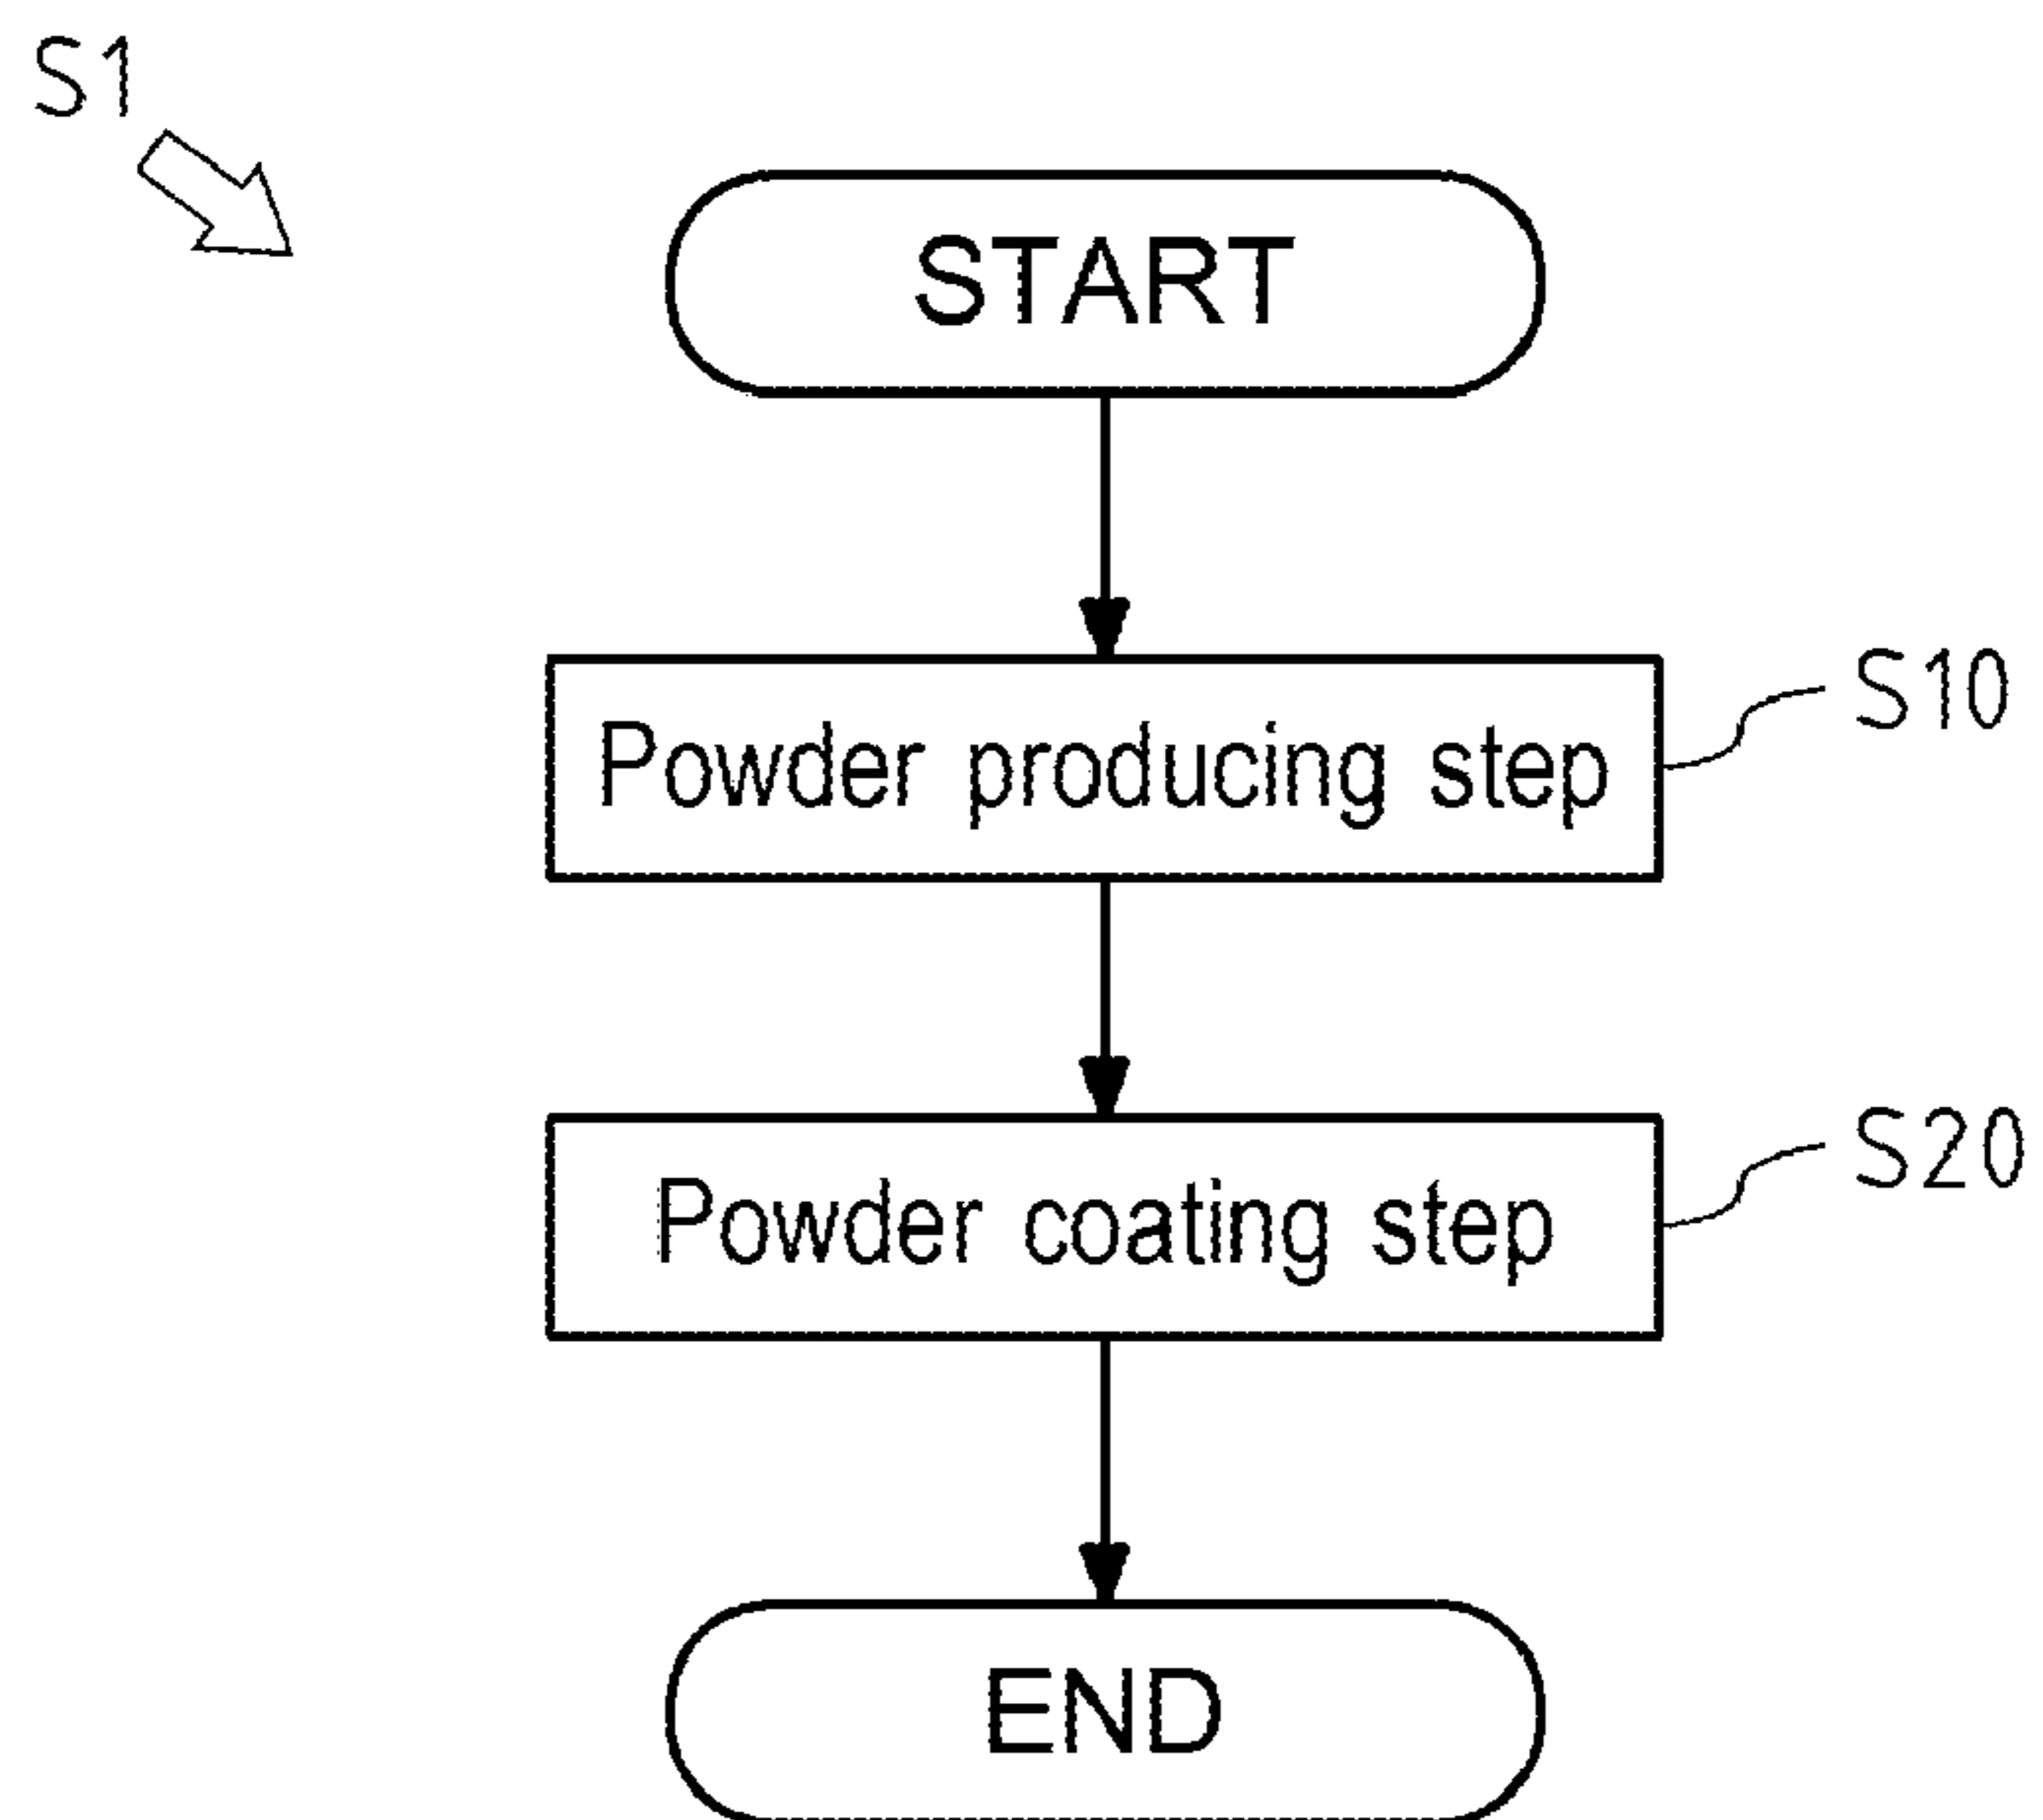 S1
START
Powder producing step
S10
Powder coating step
S20
END